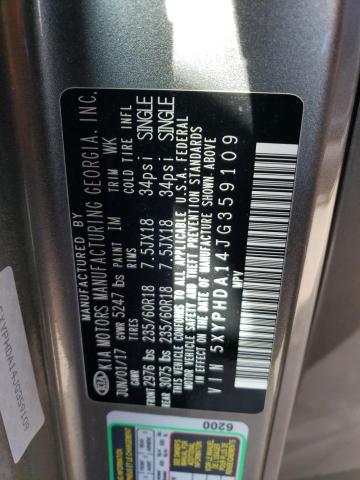 MANUFACTURED BY
KIA MOTORS MANUFACTURING GEORGIA, INC.
KIA
JUN/01/17 GVWR 5247 lbs PAINT IM TRIM WK
GAWR TIRES RIMS COLD TIRE INFL
FRONT 2976 lbs 235/60R18 7.5JX18 34psi SINGLE
REAR 3075 lbs 235/60R18 7.5JX18 34psi SINGLE
THIS VEHICLE CONFORMS TO ALL APPLICABLE U.S.A. FEDERAL
MOTOR VEHICLE SAFETY AND THEFT PREVENTION STANDARDS
IN EFFECT ON THE DATE OF MANUFACTURE SHOWN ABOVE
VIN 5XYPHDA14JG359109
MPV
6200
5XYPHDA14JG359109